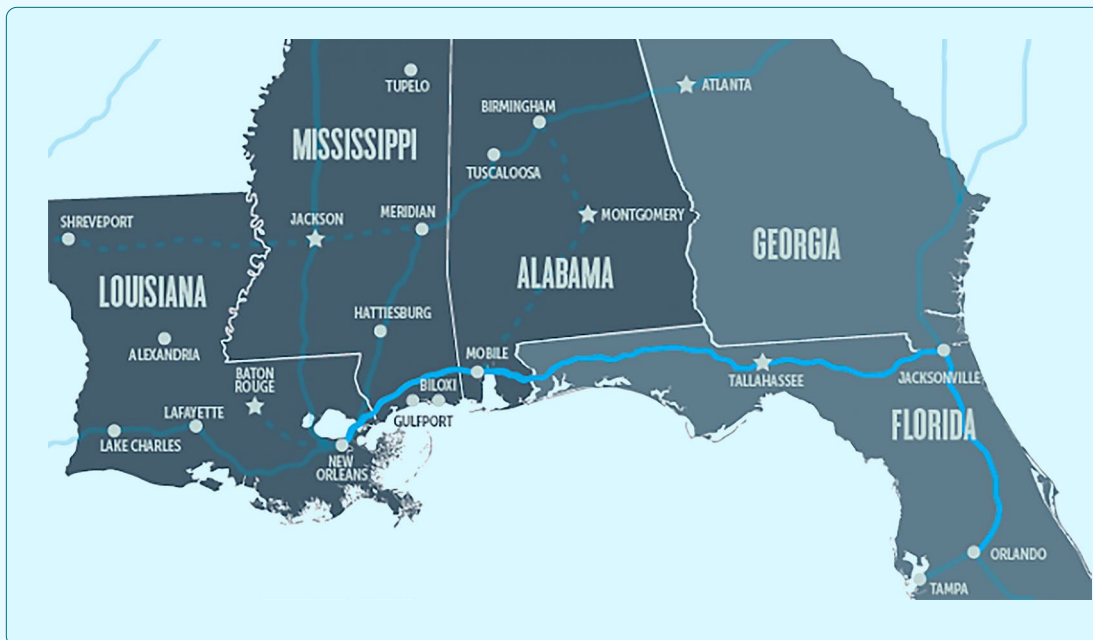 TUPELO
ATLANTA
BIRMINGHAM
MISSISSIPPI
TUSCALOOSA
SHREVEPORT
JACKSON
MERIDIAN
MONTGOMERY
GEORGIA
ALABAMA
LOUISIANA
HATTIESBURG
ALEXANDRIA
MOBILE
BATON
ROUGE
TALLAHASSEE
JACKSONVILLE
BILOXI
LAFAYETTE
GULFPORT
FLORIDA
LAKE CHARLES
NEW
ORLEANS
ORLANDO
TAMPA